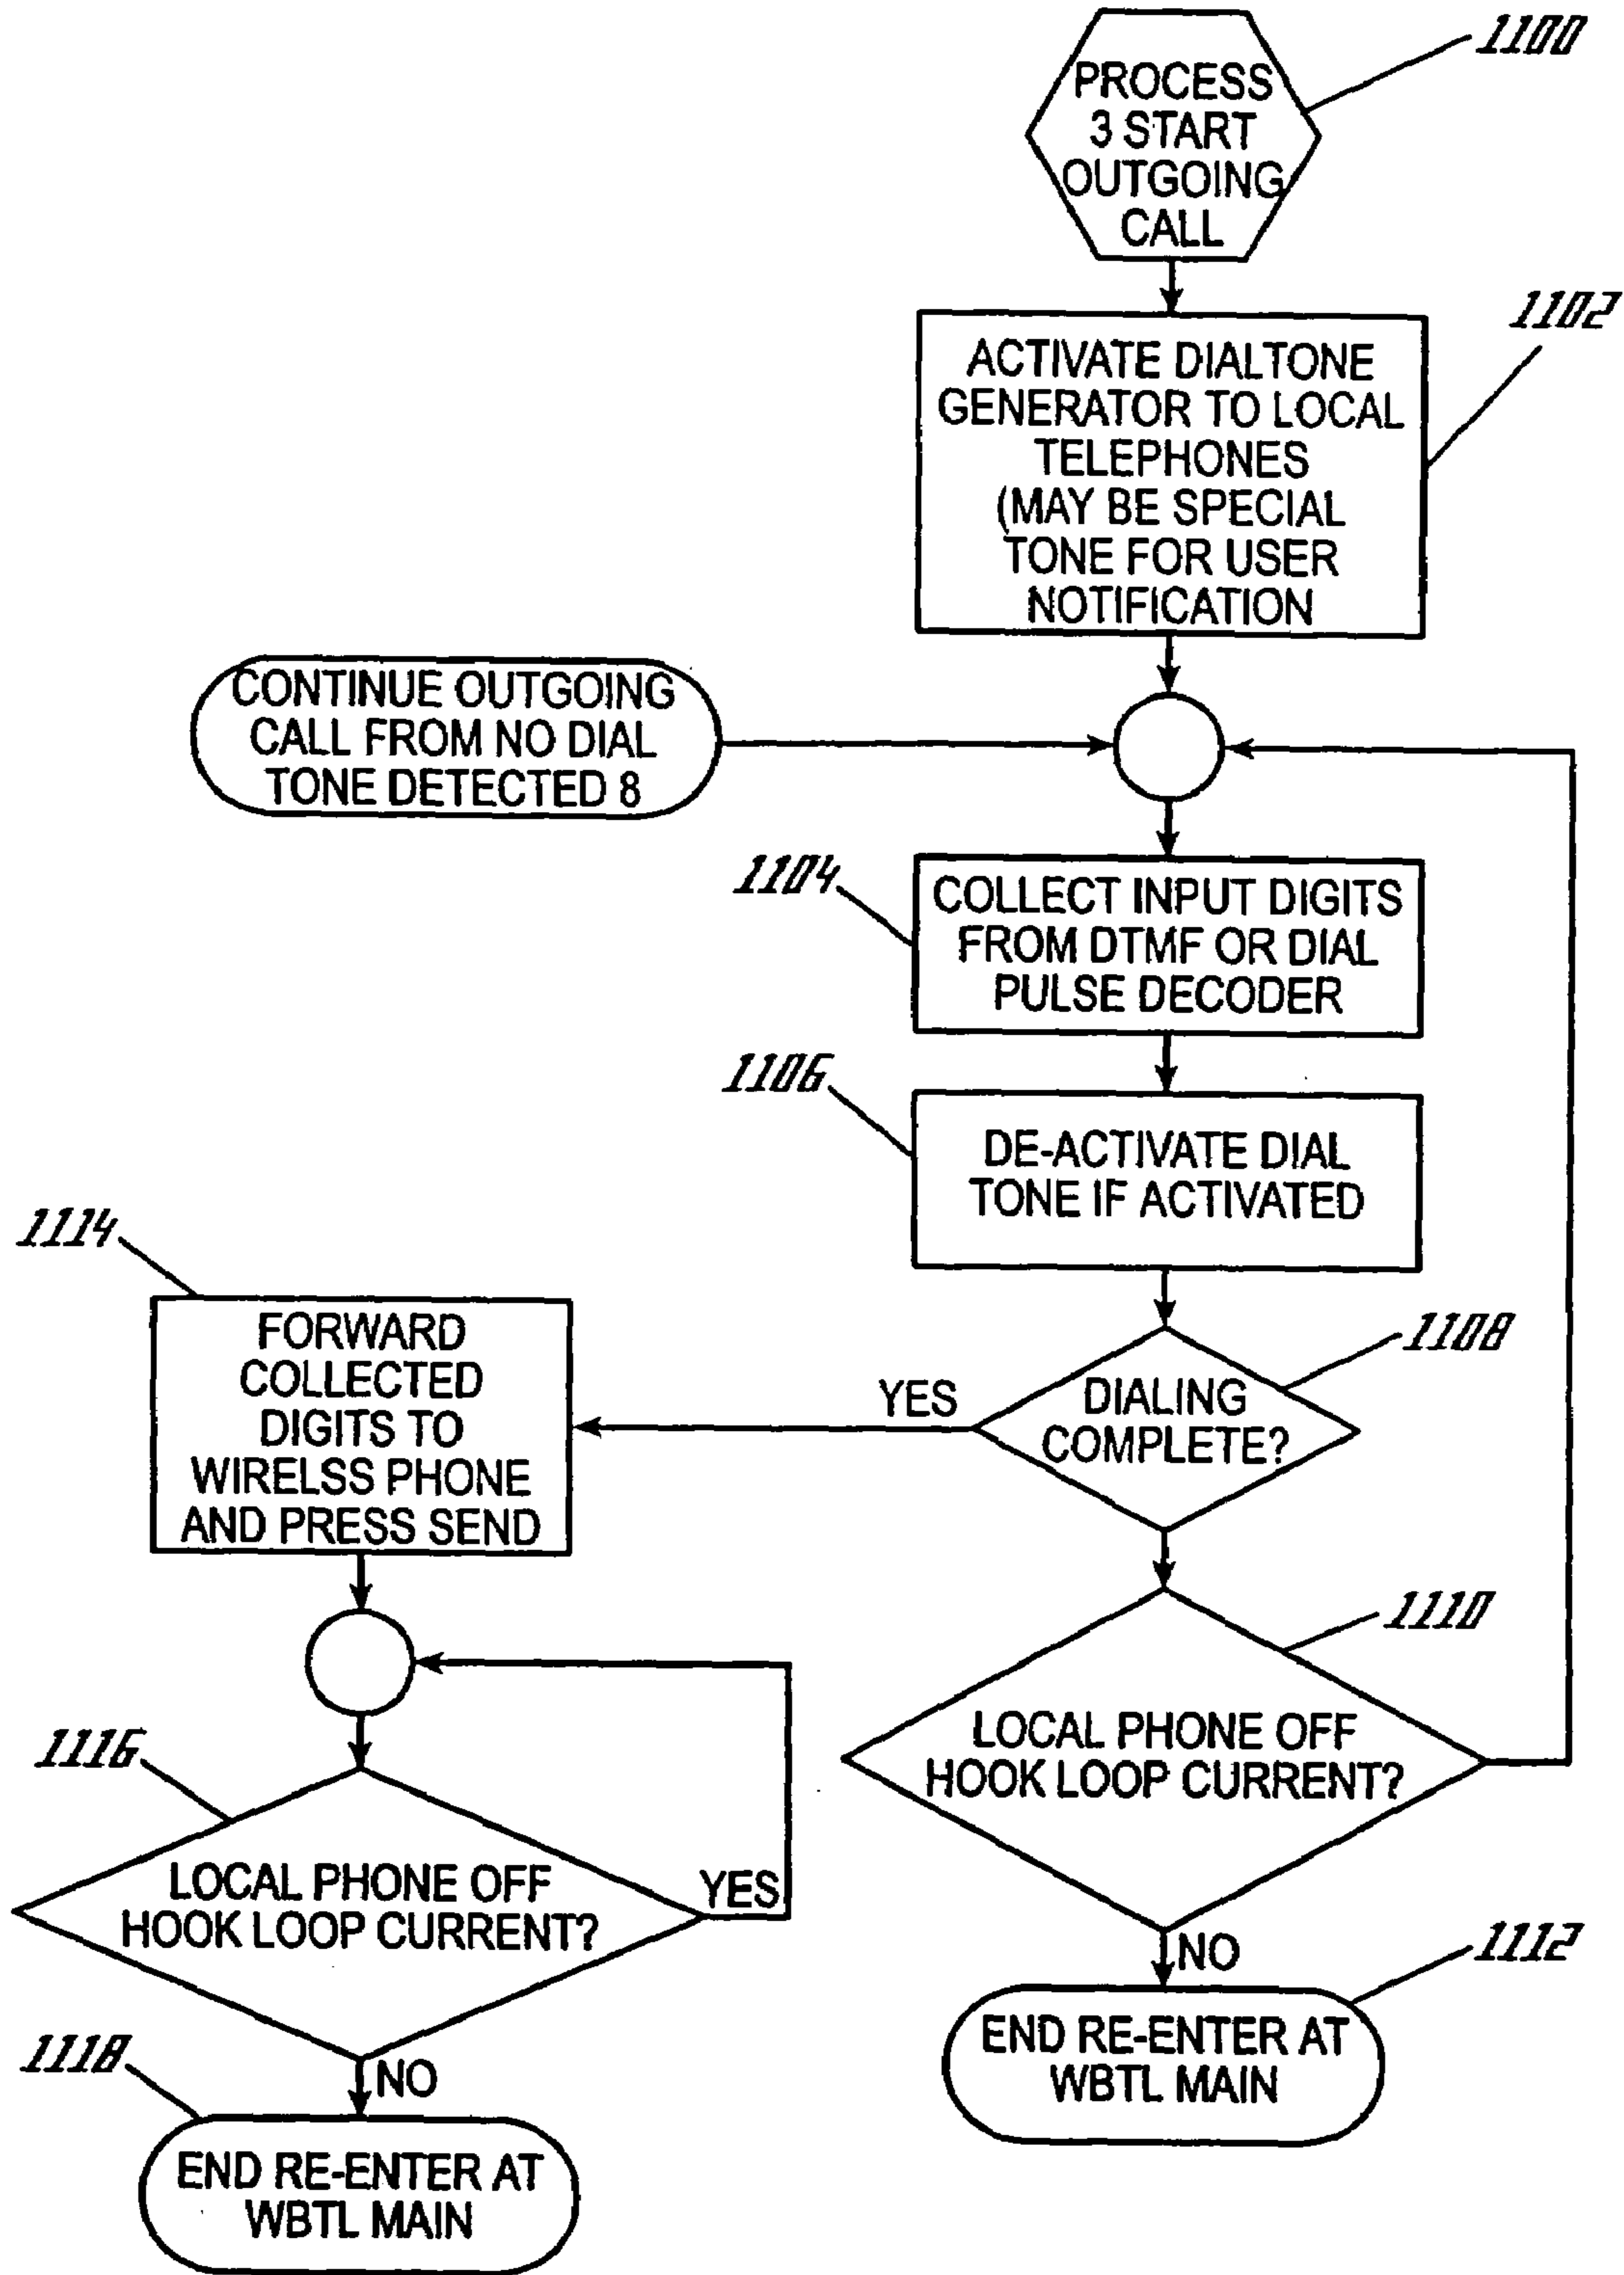 1100
PROCESS
3 START
OUTGOING
CALL
1102
ACTIVATE DIALTONE
GENERATOR TO LOCAL
TELEPHONES
(MAY BE SPECIAL
TONE FOR USER
NOTIFICATION
CONTINUE OUTGOING
CALL FROM NO DIAL
TONE DETECTED 8
1104
COLLECT INPUT DIGITS
FROM DTMF OR DIAL
PULSE DECODER
1106
DE-ACTIVATE DIAL
TONE IF ACTIVATED
1108
DIALING
COMPLETE?
YES
1114
FORWARD
COLLECTED
DIGITS TO
WIRELSS PHONE
AND PRESS SEND
1110
LOCAL PHONE OFF
HOOK LOOP CURRENT?
NO
1112
END RE-ENTER AT
WBTL MAIN
1116
LOCAL PHONE OFF
HOOK LOOP CURRENT?
YES
NO
1118
END RE-ENTER AT
WBTL MAIN